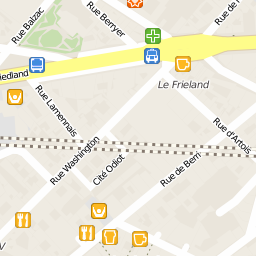 Rue Balzac
Rue Berryer
Rue de
iedland
Le Frieland
Rue Lamennais
Rue d'Artois
Rue Washington
Cité Odiot
Rue de Berri
V